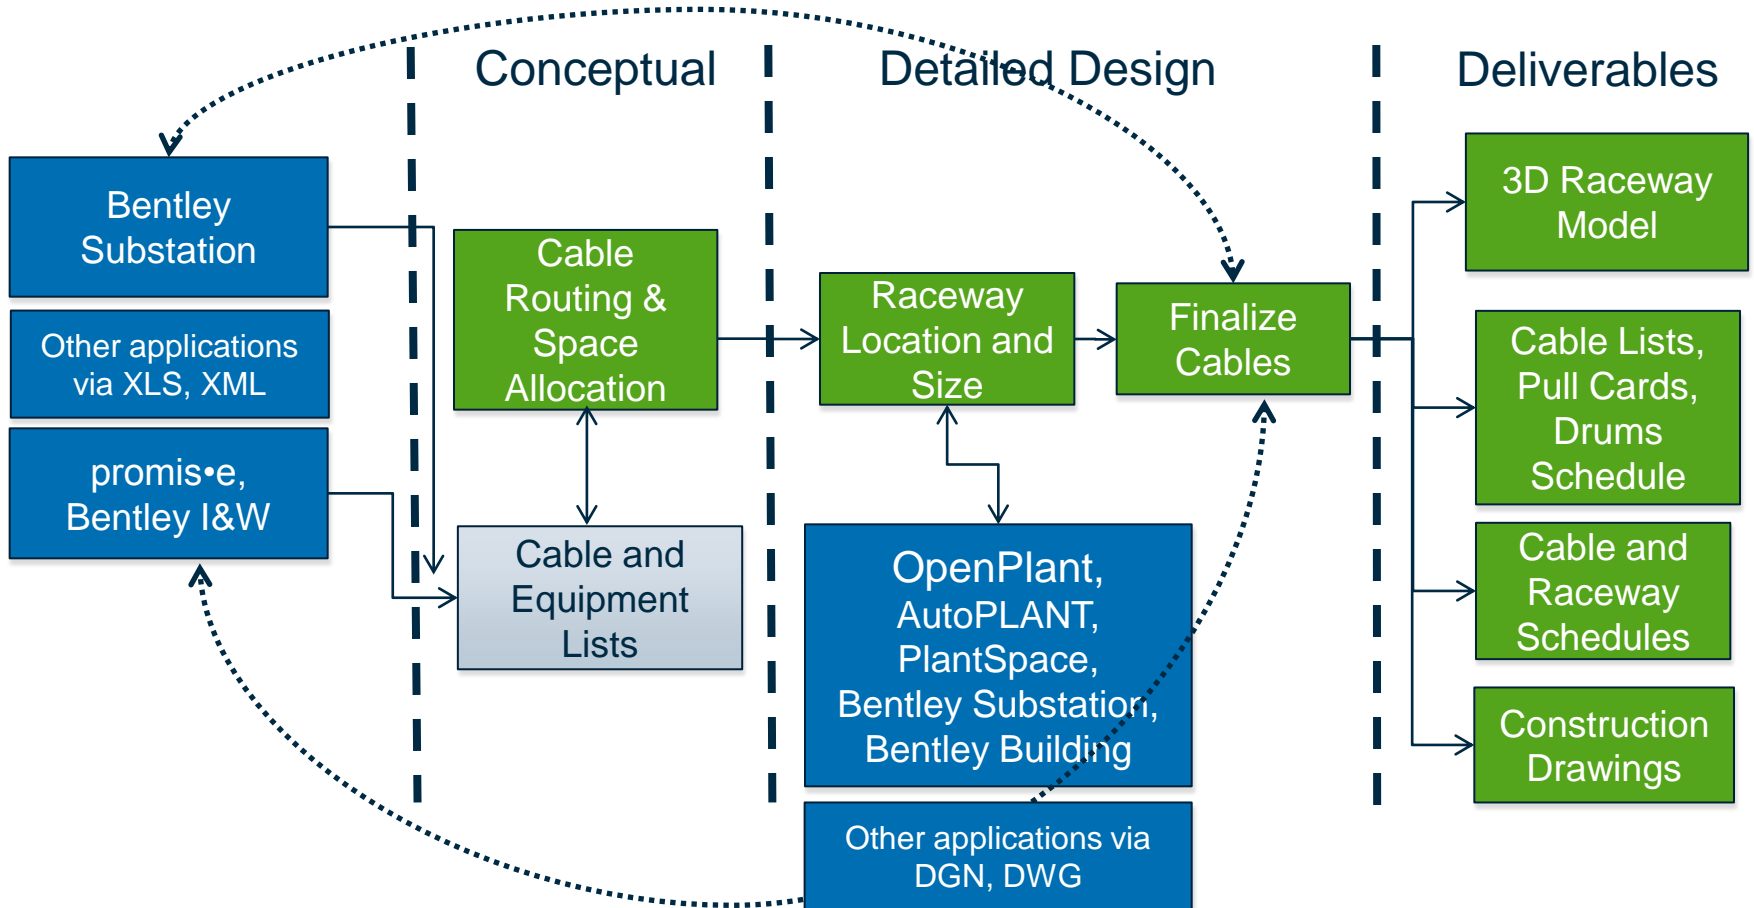 Conceptual
Detailed Design
Deliverables
Bentley
Substation
Other applications
via XLS, XML
promis•e,
Bentley I&W
Cable
Routing &
Space
Allocation
Cable and
Equipment
Lists
Raceway
Location and
Size
Finalize
Cables
OpenPlant,
AutoPLANT,
PlantSpace,
Bentley Substation,
Bentley Building
Other applications via
DGN, DWG
3D Raceway
Model
Cable Lists,
Pull Cards,
Drums
Schedule
Cable and
Raceway
Schedules
Construction
Drawings